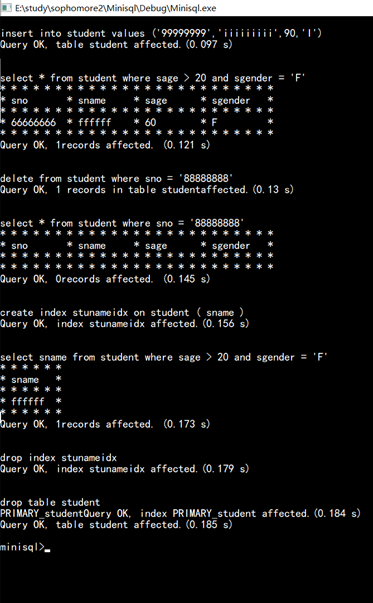 E:\study\sophomore2\Minisql\Debug\Minisql.exe
insert into student values ('99999999','iiiiiiiii',90,'I')
Query OK, table student affected.(0.097 s)
select * from student where sage > 20 and sgender = 'F'
* * * * * * * * * * * * * * * * * * * * * * * * *
* sno * sname * sage * sgender *
* * * * * * * * * * * * * * * * * * * * * * * * *
* 66666666 * ffffff * 60 * F *
* * * * * * * * * * * * * * * * * * * * * * * * *
Query OK, 1records affected. (0.121 s)
delete from student where sno = '88888888'
Query OK, 1 records in table studentaffected.(0.13 s)
select * from student where sno = '88888888'
* * * * * * * * * * * * * * * * * * * * * * * * *
* sno * sname * sage * sgender *
* * * * * * * * * * * * * * * * * * * * * * * * *
* * * * * * * * * * * * * * * * * * * * * * * * *
Query OK, 0records affected. (0.145 s)
create index stunameidx on student ( sname )
Query OK, index stunameidx affected.(0.156 s)
select sname from student where sage > 20 and sgender = 'F'
* * * * * *
* sname *
* * * * * *
* ffffff *
* * * * * *
Query OK, 1records affected. (0.173 s)
drop index stunameidx
Query OK, index stunameidx affected.(0.179 s)
drop table student
PRIMARY_studentQuery OK, index PRIMARY_student affected.(0.184 s)
Query OK, table student affected.(0.185 s)
minisql>